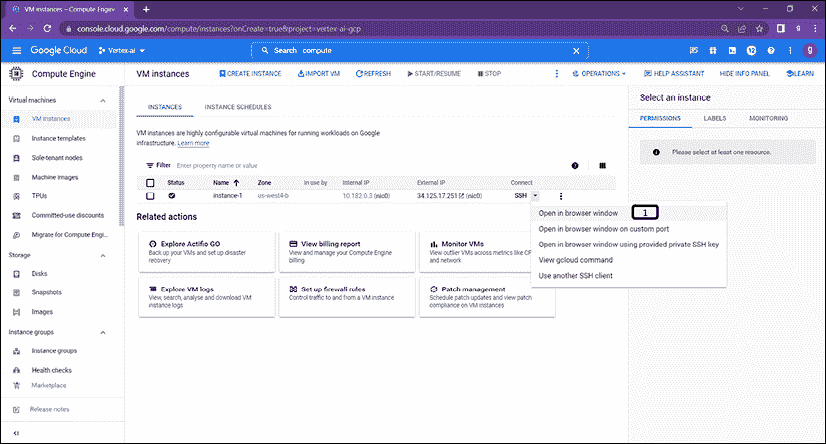 VM instances – Compute Engine
console.cloud.google.com/compute/instances?onCreate=true&project=vertex-ai-gcp
Google Cloud
Vertex-ai
Search compute
12
g
Compute Engine
VM instances
CREATE INSTANCE
IMPORT VM
REFRESH
START/RESUME
STOP
OPERATIONS
HELP ASSISTANT
HIDE INFO PANEL
LEARN
Virtual machines
VM instances
Instance templates
Sole-tenant nodes
Machine images
TPUs
Committed-use discounts
Migrate for Compute Engi...
Storage
Disks
Snapshots
Images
Instance groups
Instance groups
Health checks
Marketplace
Release notes
INSTANCES
INSTANCE SCHEDULES
VM instances are highly configurable virtual machines for running workloads on Google
infrastructure. Learn more
Filter Enter property name or value
Status Name Zone In use by Internal IP External IP Connect
instance-1 us-west4-b 10.182.0.3 (nic0) 34.125.17.251 (nic0) SSH
Open in browser window 1
Open in browser window on custom port
Open in browser window using provided private SSH key
View gcloud command
Use another SSH client
Related actions
Explore Actifio GO
Back up your VMs and set up disaster
recovery
View billing report
View and manage your Compute Engine
billing
Monitor VMs
View outlier VMs across metrics like CP
and network
Explore VM logs
View, search, analyse and download VM
instance logs
Set up firewall rules
Control traffic to and from a VM instance
Patch management
Schedule patch updates and view patch
compliance on VM instances
Select an instance
PERMISSIONS
LABELS
MONITORING
Please select at least one resource.